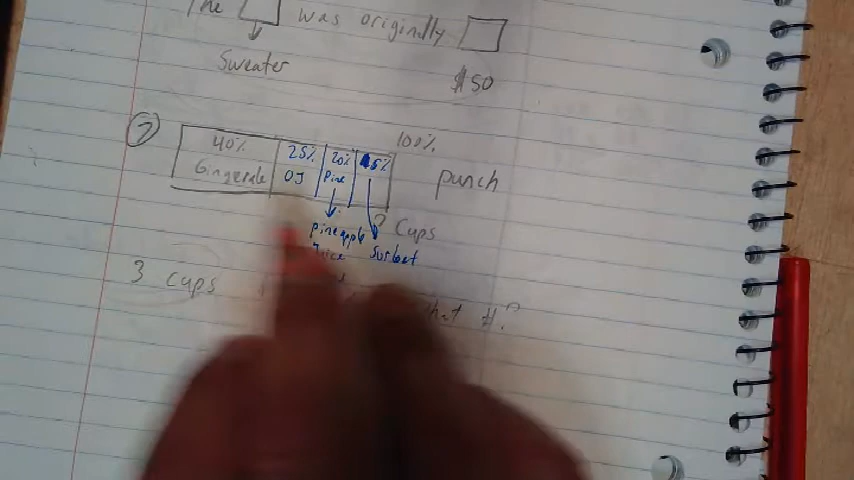 The was originally
Sweater $50
7 100%
40% 25% 20% 15%
Gingerale OJ Pine punch
? Cups
pineapple Sorbet
Juice
3 cups #?